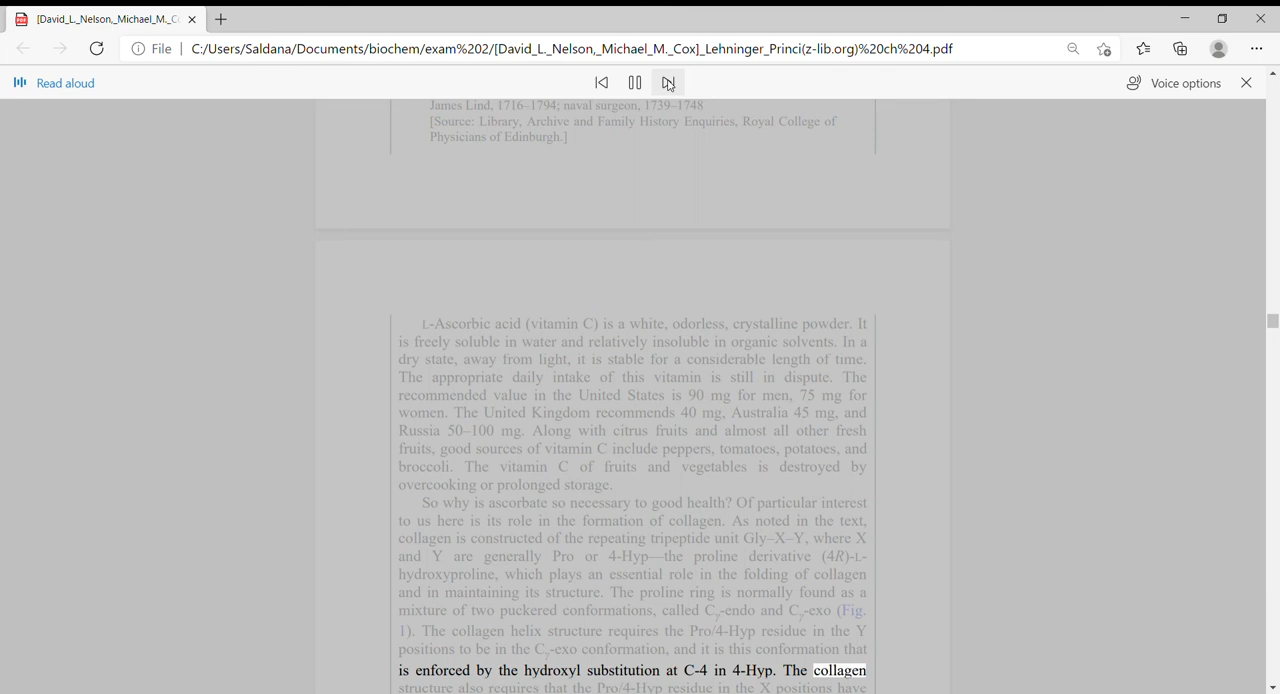 [David_L._Nelson,_Michael_M._C
File | C:/Users/Saldana/Documents/biochem/exam%202/[David_L._Nelson,_Michael_M._Cox]_Lehninger_Princi(z-lib.org)%20ch%204.pdf
Read aloud
Voice options
James Lind, 1716–1794; naval surgeon, 1739–1748
[Source: Library, Archive and Family History Enquiries, Royal College of
Physicians of Edinburgh.]
L-Ascorbic acid (vitamin C) is a white, odorless, crystalline powder. It
is freely soluble in water and relatively insoluble in organic solvents. In a
dry state, away from light, it is stable for a considerable length of time.
The appropriate daily intake of this vitamin is still in dispute. The
recommended value in the United States is 90 mg for men, 75 mg for
women. The United Kingdom recommends 40 mg, Australia 45 mg, and
Russia 50–100 mg. Along with citrus fruits and almost all other fresh
fruits, good sources of vitamin C include peppers, tomatoes, potatoes, and
broccoli. The vitamin C of fruits and vegetables is destroyed by
overcooking or prolonged storage.
So why is ascorbate so necessary to good health? Of particular interest
to us here is its role in the formation of collagen. As noted in the text,
collagen is constructed of the repeating tripeptide unit Gly–X–Y, where X
and Y are generally Pro or 4-Hyp—the proline derivative (4R)-L-
hydroxyproline, which plays an essential role in the folding of collagen
and in maintaining its structure. The proline ring is normally found as a
mixture of two puckered conformations, called Cγ-endo and Cγ-exo (Fig.
1). The collagen helix structure requires the Pro/4-Hyp residue in the Y
positions to be in the Cγ-exo conformation, and it is this conformation that
is enforced by the hydroxyl substitution at C-4 in 4-Hyp. The collagen
structure also requires that the Pro/4-Hyp residue in the X positions have